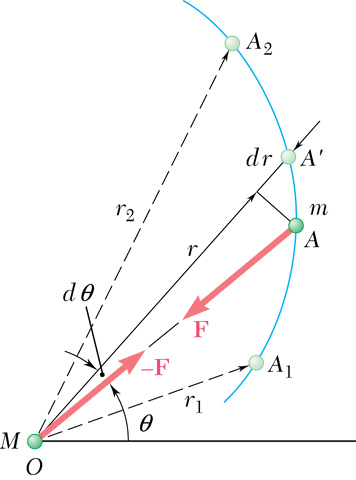 A₂
dr
A′
r₂
m
r
A
dθ
F
–F
A₁
r₁
θ
M
O